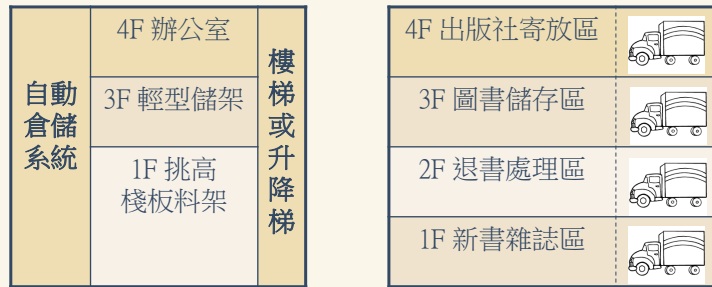 自動
倉儲
系統
4F 辦公室
3F 輕型儲架
1F 挑高
棧板料架
樓
梯
或
升
降
梯
4F 出版社寄放區
3F 圖書儲存區
2F 退書處理區
1F 新書雜誌區